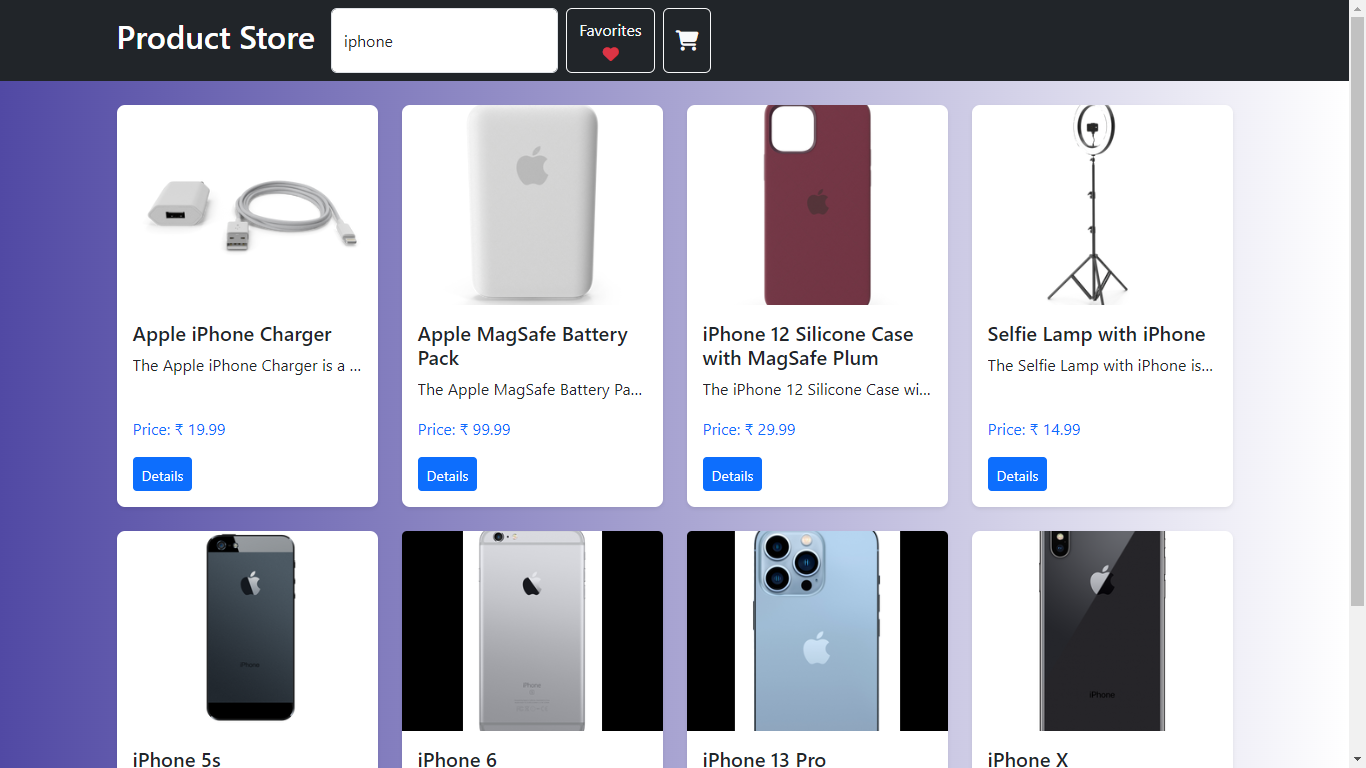 Product Store
iphone
Favorites
Apple iPhone Charger
The Apple iPhone Charger is a ...
Price: ₹ 19.99
Details
Apple MagSafe Battery
Pack
The Apple MagSafe Battery Pa...
Price: ₹ 99.99
Details
iPhone 12 Silicone Case
with MagSafe Plum
The iPhone 12 Silicone Case wi...
Price: ₹ 29.99
Details
Selfie Lamp with iPhone
The Selfie Lamp with iPhone is...
Price: ₹ 14.99
Details
iPhone
iPhone 5s
iPhone
iPhone 6
iPhone 13 Pro
iPhone
iPhone X